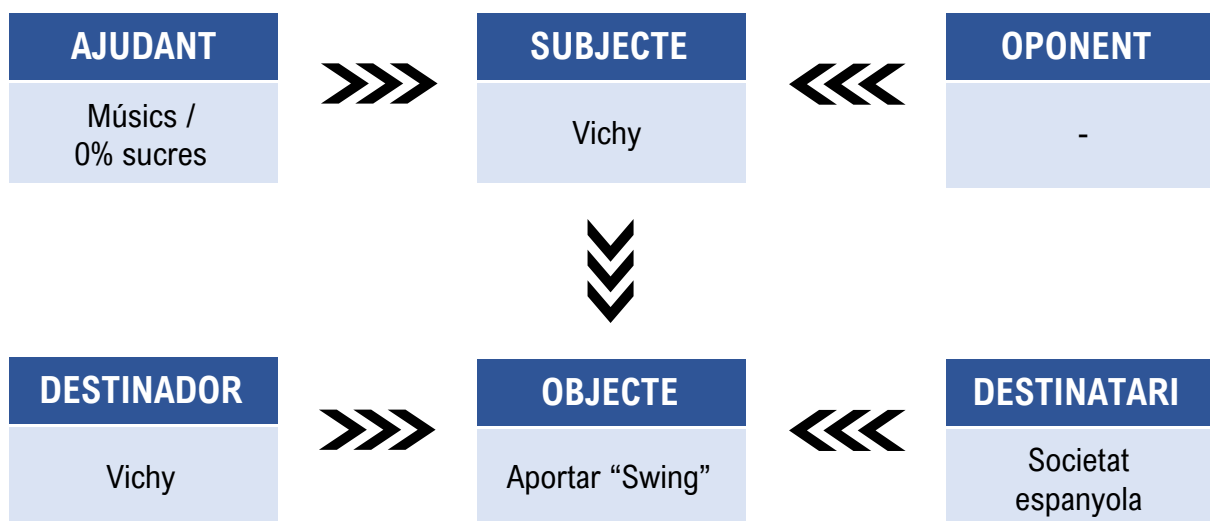 AJUDANT
Músics /
0% sucres
SUBJECTE
Vichy
OPONENT
-
DESTINADOR
Vichy
OBJECTE
Aportar “Swing”
DESTINATARI
Societat
espanyola